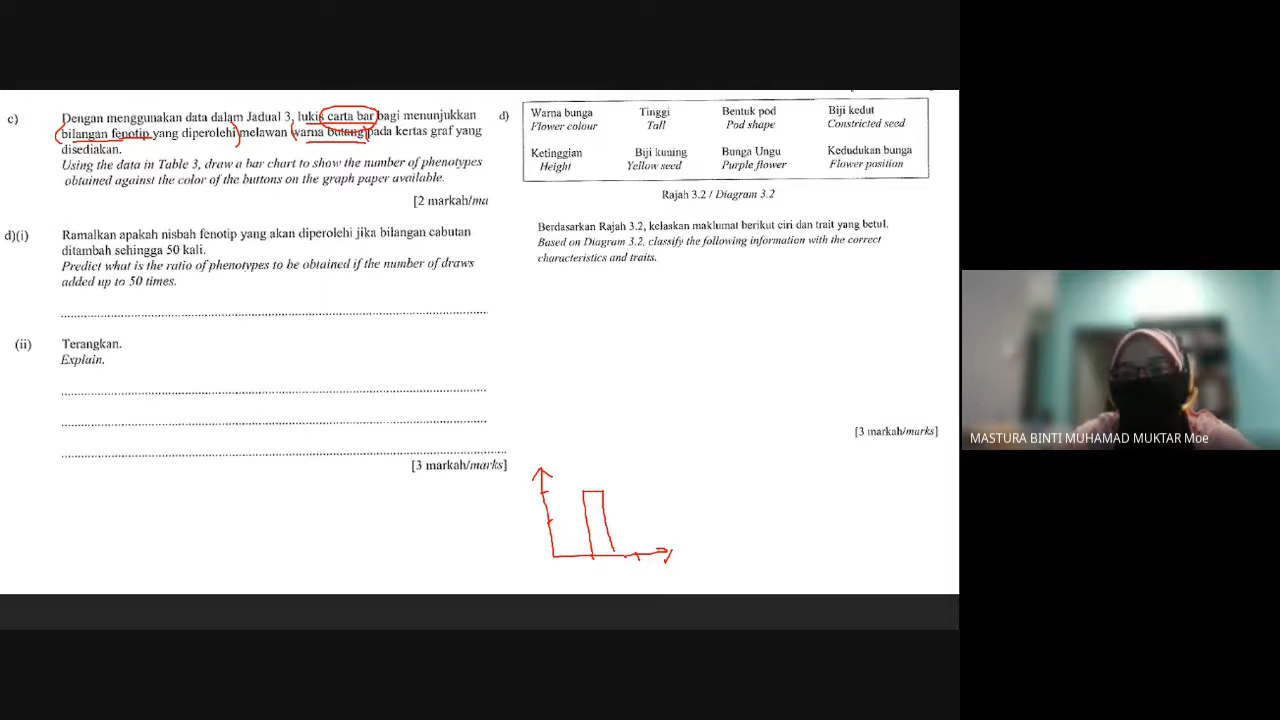 c) Dengan menggunakan data dalam Jadual 3, lukis carta bar bagi menunjukkan
bilangan fenotip yang diperolehi melawan warna butang pada kertas graf yang
disediakan.
Using the data in Table 3, draw a bar chart to show the number of phenotypes
obtained against the color of the buttons on the graph paper available.
[2 markah/ma
d)(i) Ramalkan apakah nisbah fenotip yang akan diperolehi jika bilangan cabutan
ditambah sehingga 50 kali.
Predict what is the ratio of phenotypes to be obtained if the number of draws
added up to 50 times.
(ii) Terangkan.
Explain.
[3 markah/marks]
d)
Warna bunga Tinggi Bentuk pod Biji kedut
Flower colour Tall Pod shape Constricted seed
Ketinggian Biji kuning Bunga Ungu Kedudukan bunga
Height Yellow seed Purple flower Flower position
Rajah 3.2 / Diagram 3.2
Berdasarkan Rajah 3.2, kelaskan maklumat berikut ciri dan trait yang betul.
Based on Diagram 3.2, classify the following information with the correct
characteristics and traits.
[3 markah/marks]
MASTURA BINTI MUHAMAD MUKTAR Moe